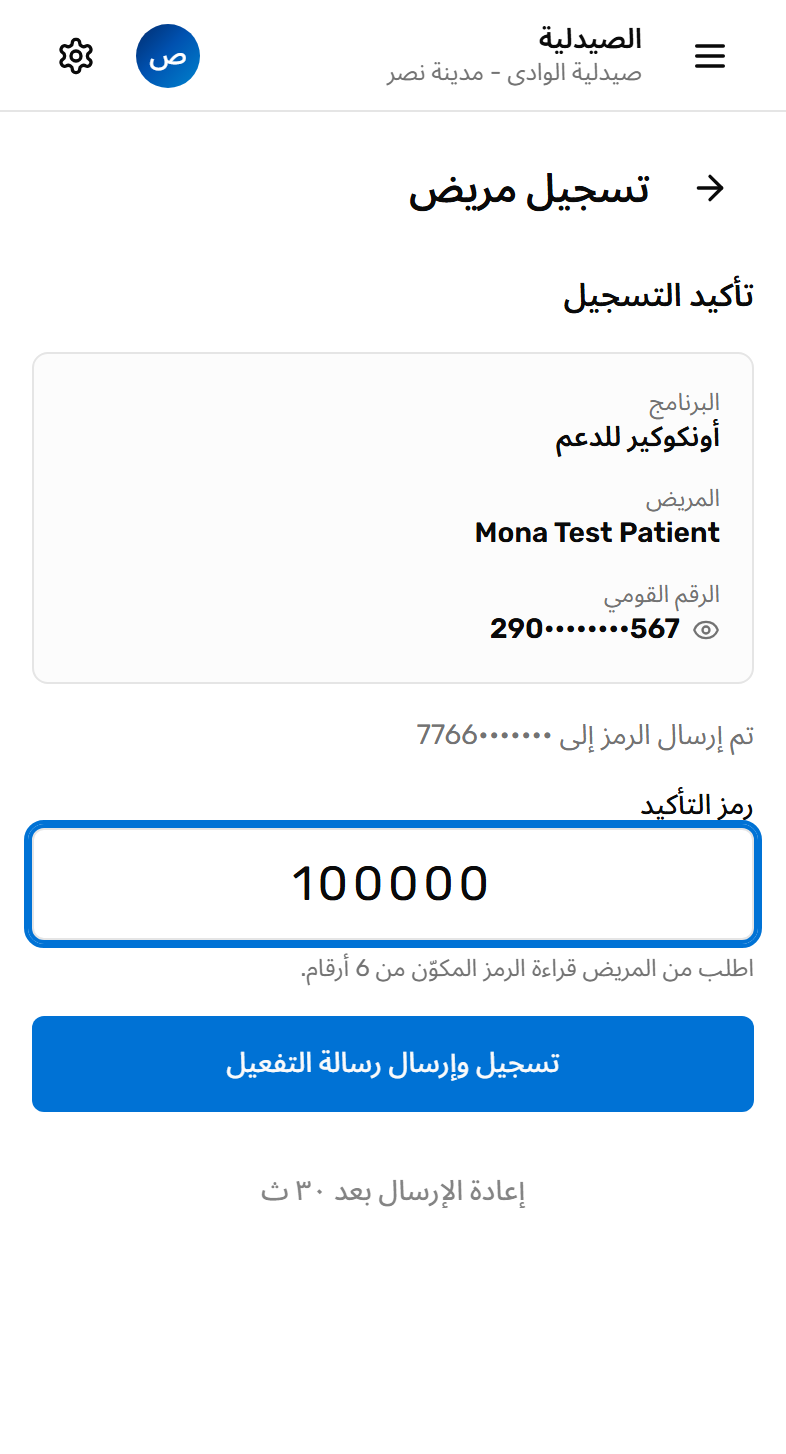 الصيدلية
صيدلية الوادى - مدينة نصر
ص
تسجيل مريض
تأكيد التسجيل
البرنامج
أونكوكير للدعم
المريض
Mona Test Patient
الرقم القومي
290••••••••567
تم إرسال الرمز إلى •••••••7766
رمز التأكيد
100000
اطلب من المريض قراءة الرمز المكوّن من 6 أرقام.
تسجيل وإرسال رسالة التفعيل
إعادة الإرسال بعد ٣٠ ث